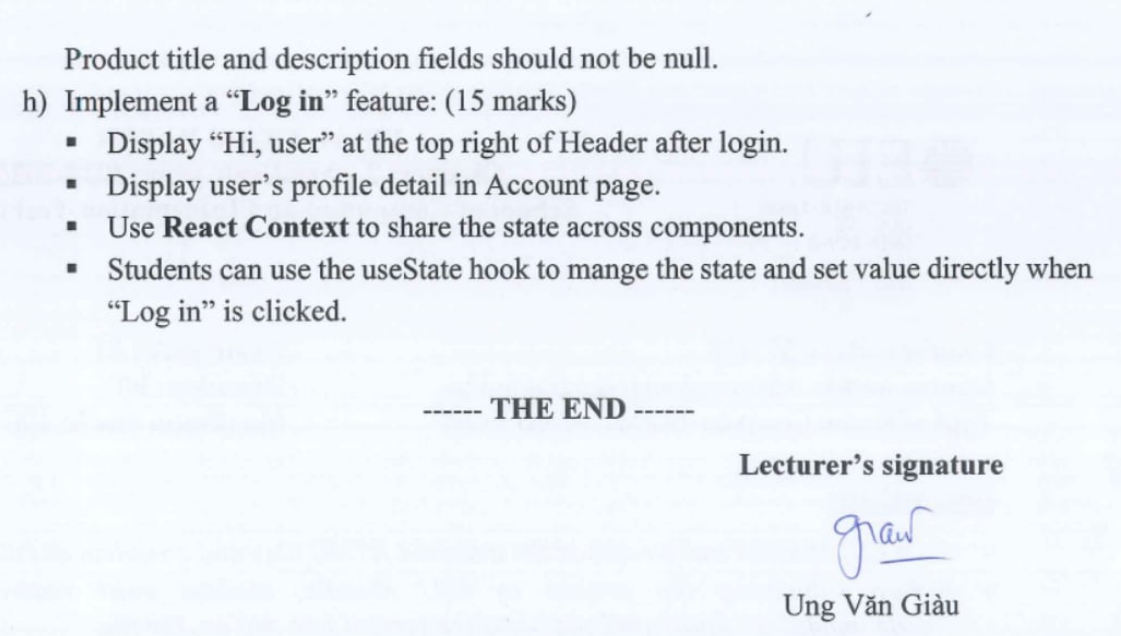 Product title and description fields should not be null.
h) Implement a “Log in” feature: (15 marks)
▪ Display “Hi, user” at the top right of Header after login.
▪ Display user’s profile detail in Account page.
▪ Use React Context to share the state across components.
▪ Students can use the useState hook to mange the state and set value directly when
“Log in” is clicked.
------ THE END ------
Lecturer’s signature
giau
Ung Văn Giàu